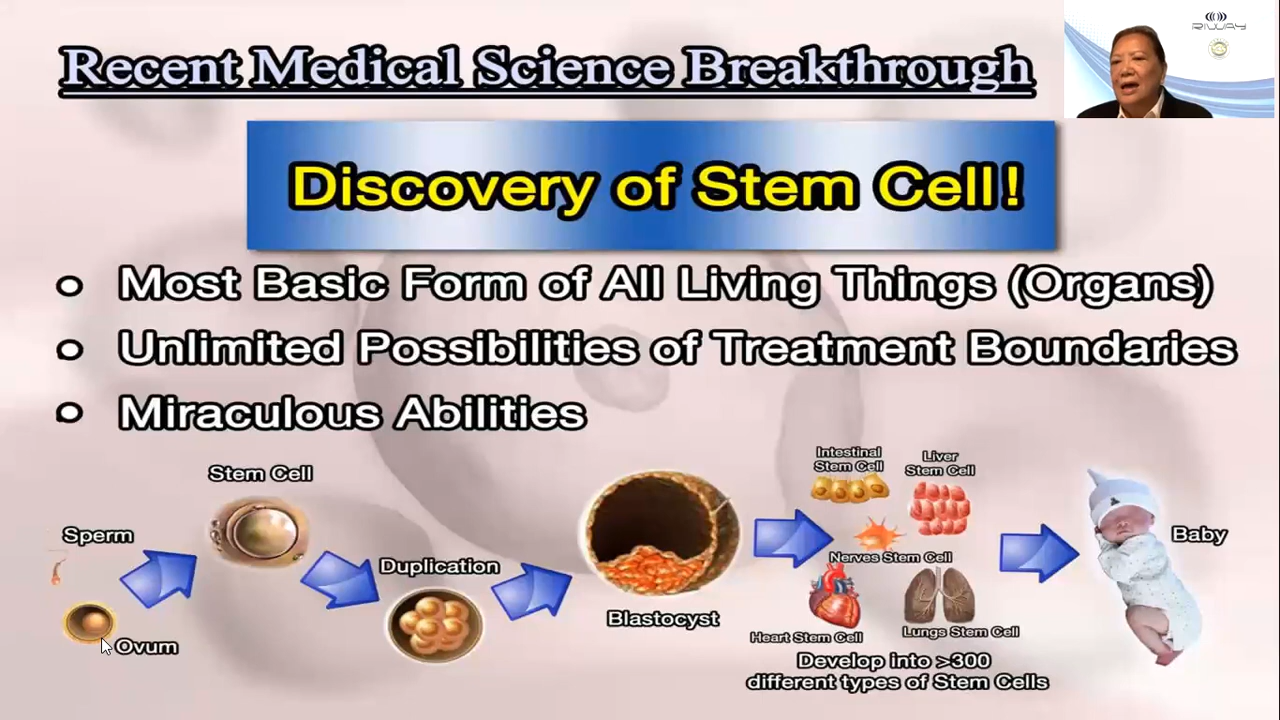 Recent Medical Science Breakthrough
RIWAY
Discovery of Stem Cell!
• Most Basic Form of All Living Things (Organs)
• Unlimited Possibilities of Treatment Boundaries
• Miraculous Abilities
Sperm
Ovum
Stem Cell
Duplication
Blastocyst
Intestinal
Stem Cell
Liver
Stem Cell
Nerves Stem Cell
Heart Stem Cell
Lungs Stem Cell
Develop into >300
different types of Stem Cells
Baby